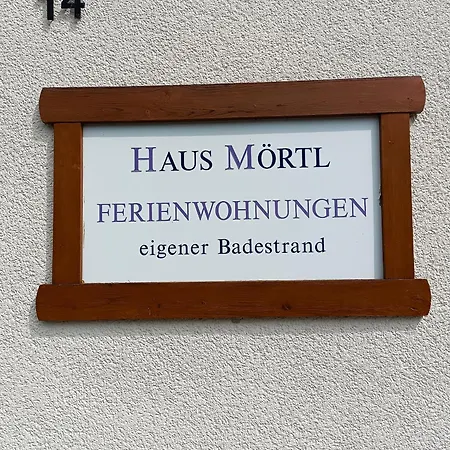 14
HAUS MÖRTL
FERIENWOHNUNGEN
eigener Badestrand